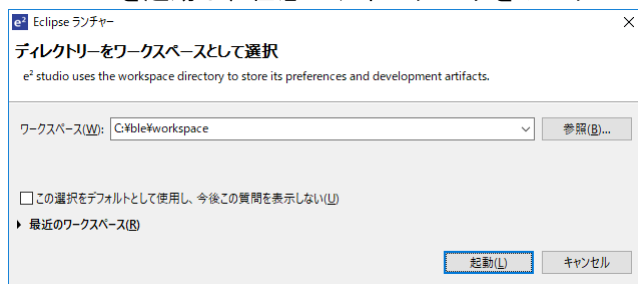 e² Eclipse ランチャー
ディレクトリーをワークスペースとして選択
e² studio uses the workspace directory to store its preferences and development artifacts.
ワークスペース(W): C:¥ble¥workspace 参照(B)...
この選択をデフォルトとして使用し、今後この質問を表示しない(U)
最近のワークスペース(R)
起動(L) キャンセル